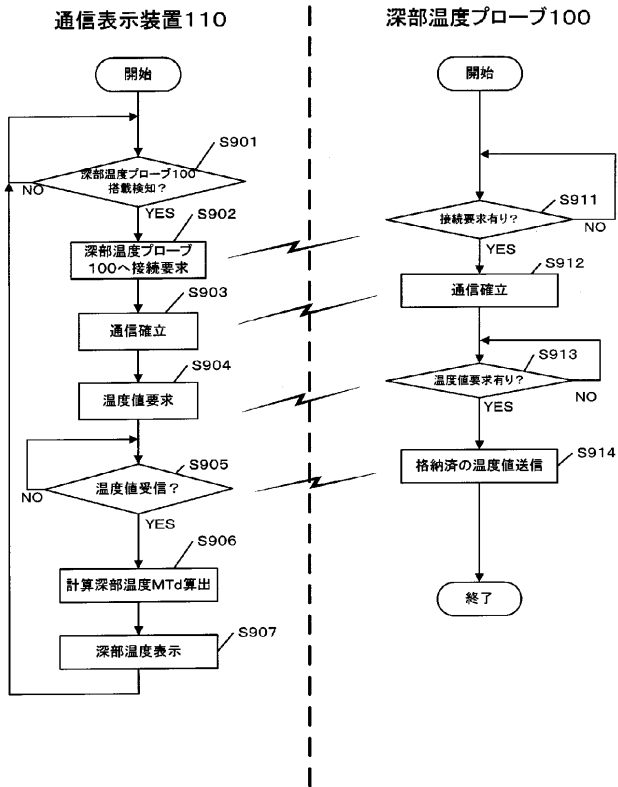 通信表示装置110
開始
S901
深部温度プローブ100
搭載検知?
NO
YES
S902
深部温度プローブ
100へ接続要求
S903
通信確立
S904
温度値要求
S905
温度値受信?
NO
YES
S906
計算深部温度MTd算出
S907
深部温度表示
深部温度プローブ100
開始
S911
接続要求有り?
NO
YES
S912
通信確立
S913
温度値要求有り?
NO
YES
S914
格納済の温度値送信
終了